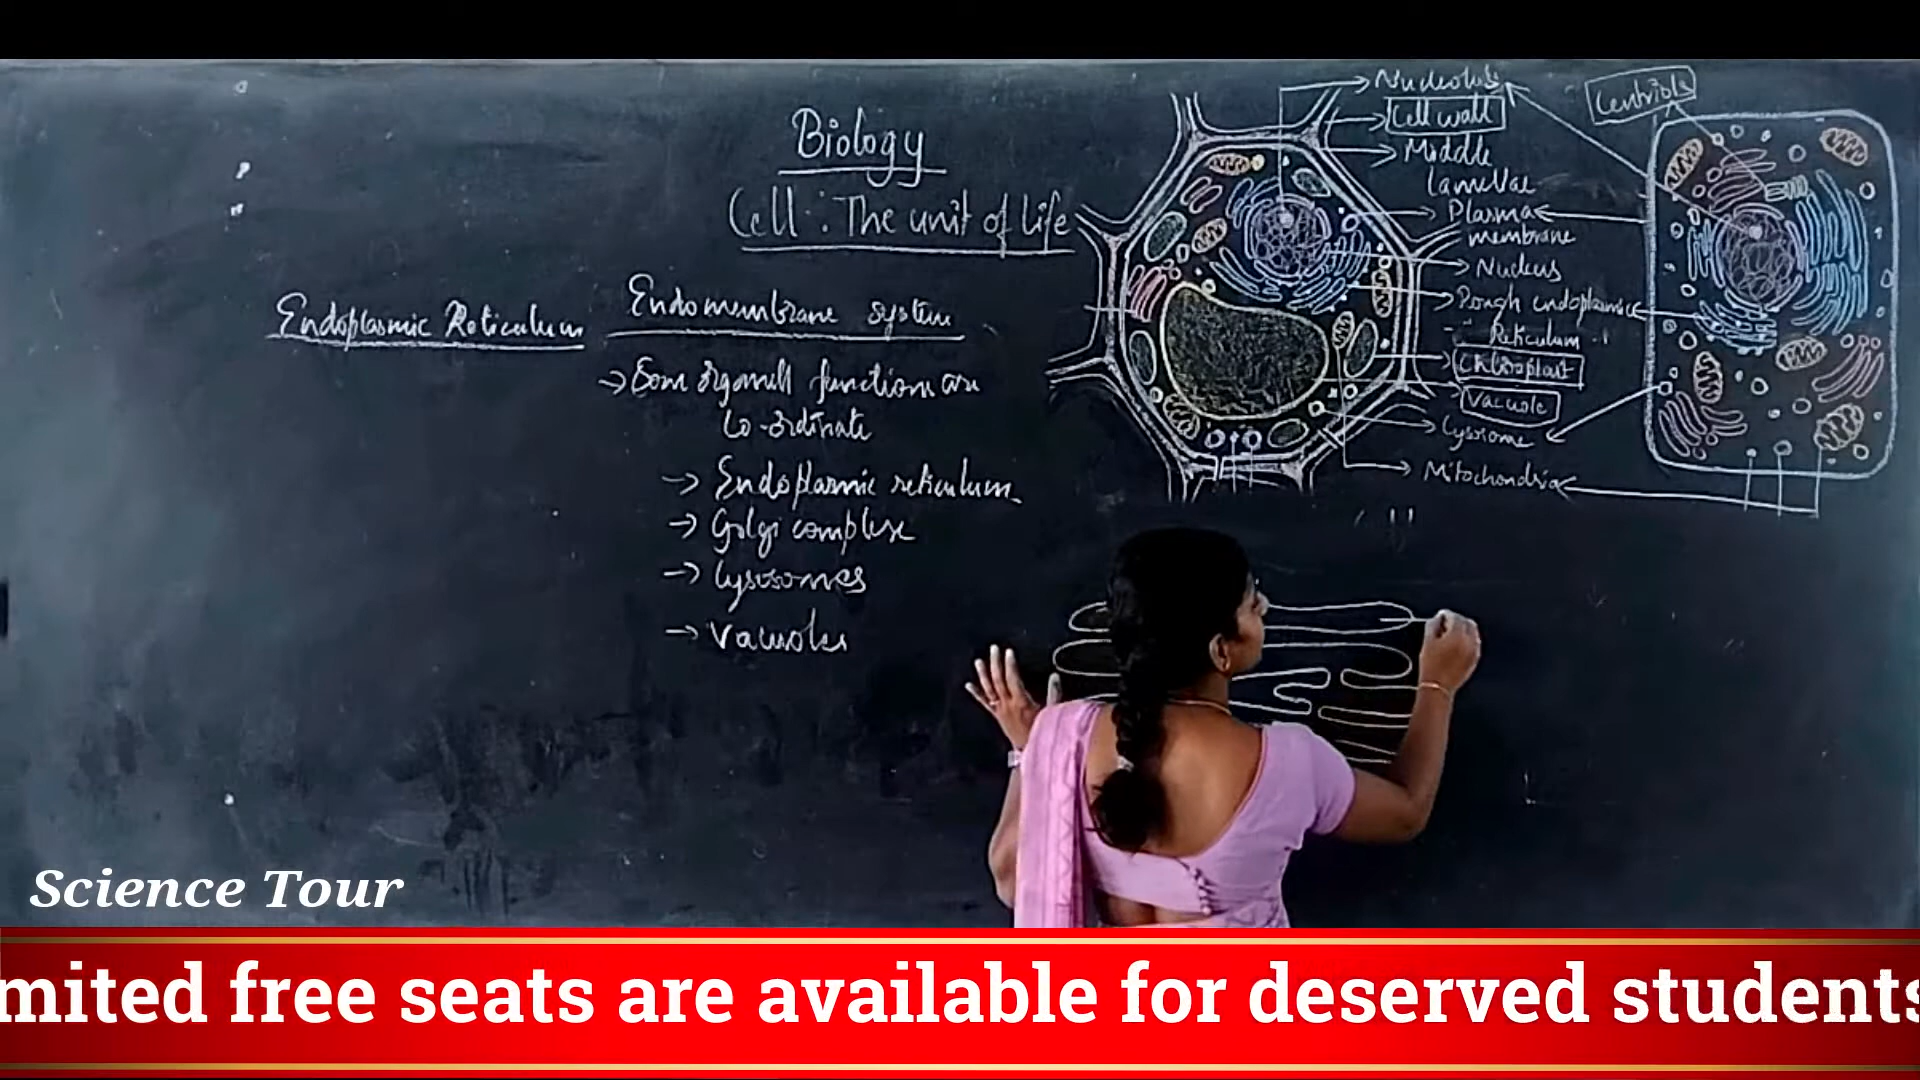 Biology
Cell : The unit of life
Endoplasmic Reticulum
Endomembrane system
→ Som organell functions are
Co-ordinate
→ Endoplasmic reticulum
→ Golgi complex
→ Lysosomes
→ Vacuoles
Nucleolus
Cell wall
Middle
lamellae
Plasma
membrane
Nucleus
Rough endoplasmic
Reticulum
Chloroplast
Vacuole
Lysosome
Mitochondria
Centriole
Science Tour
mited free seats are available for deserved students